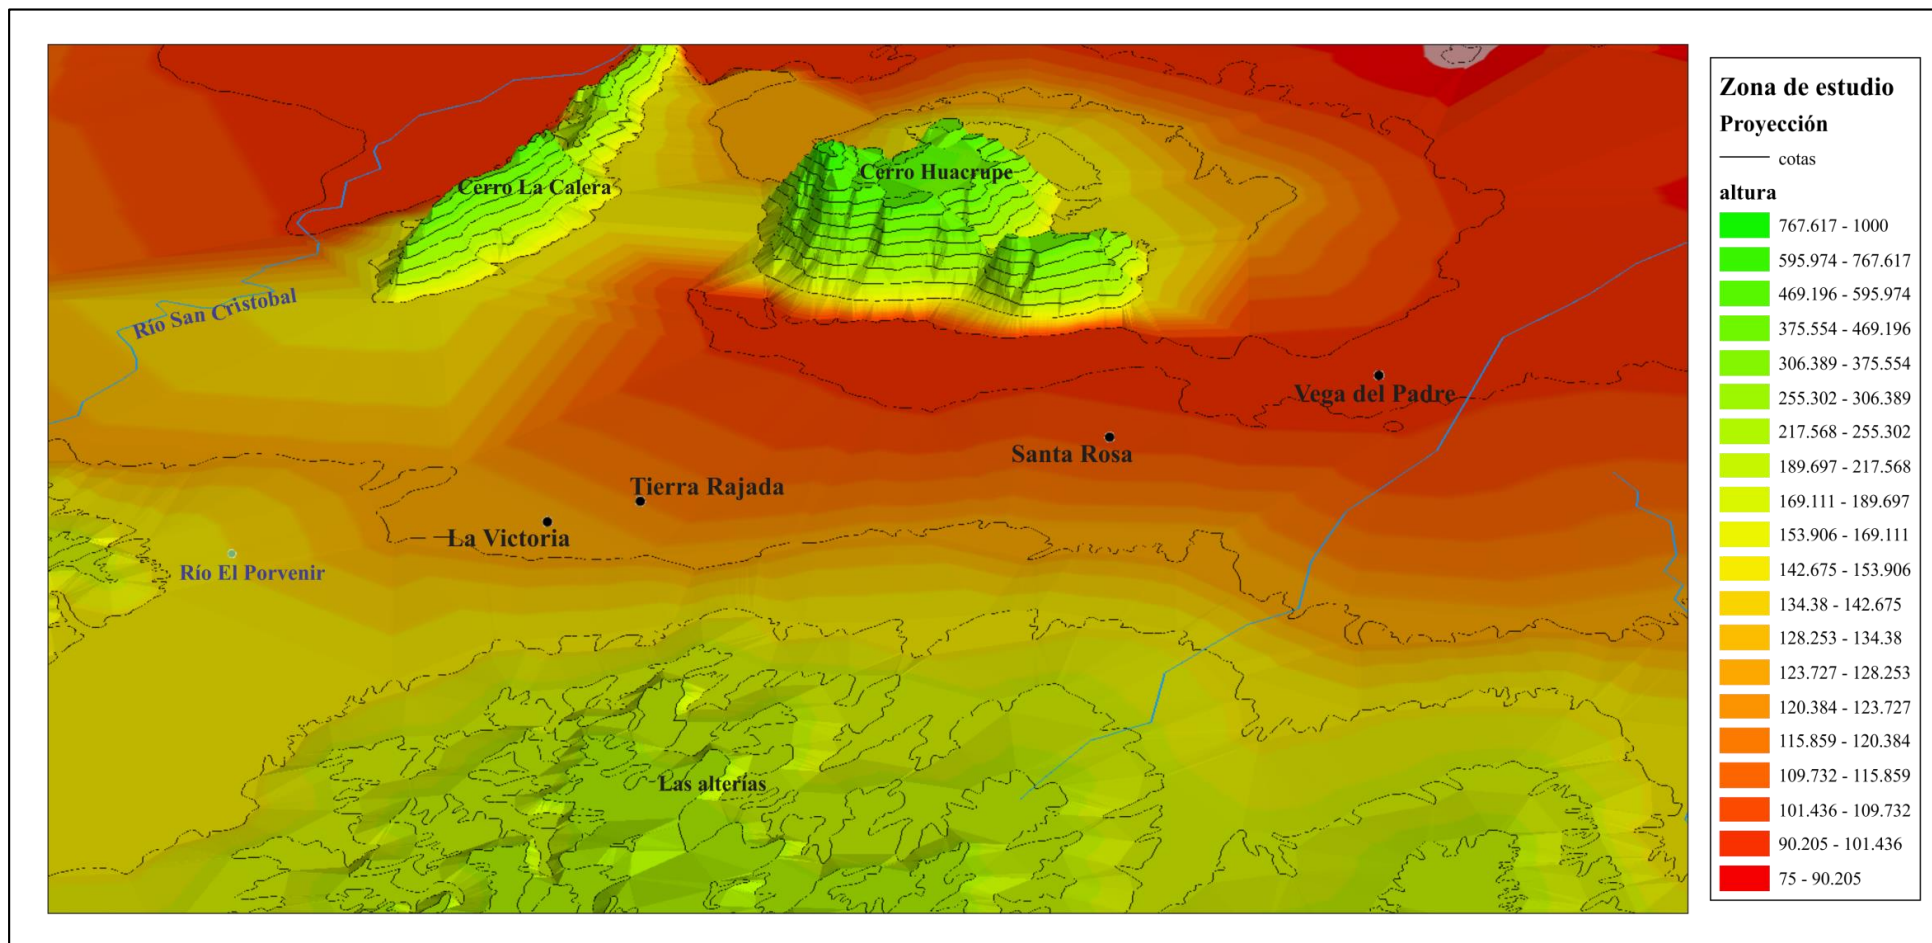 Cerro La Calera
Cerro Huacrupe
Río San Cristobal
Vega del Padre
Santa Rosa
Tierra Rajada
La Victoria
Río El Porvenir
Las alterías
Zona de estudio
Proyección
cotas
altura
767.617 - 1000
595.974 - 767.617
469.196 - 595.974
375.554 - 469.196
306.389 - 375.554
255.302 - 306.389
217.568 - 255.302
189.697 - 217.568
169.111 - 189.697
153.906 - 169.111
142.675 - 153.906
134.38 - 142.675
128.253 - 134.38
123.727 - 128.253
120.384 - 123.727
115.859 - 120.384
109.732 - 115.859
101.436 - 109.732
90.205 - 101.436
75 - 90.205